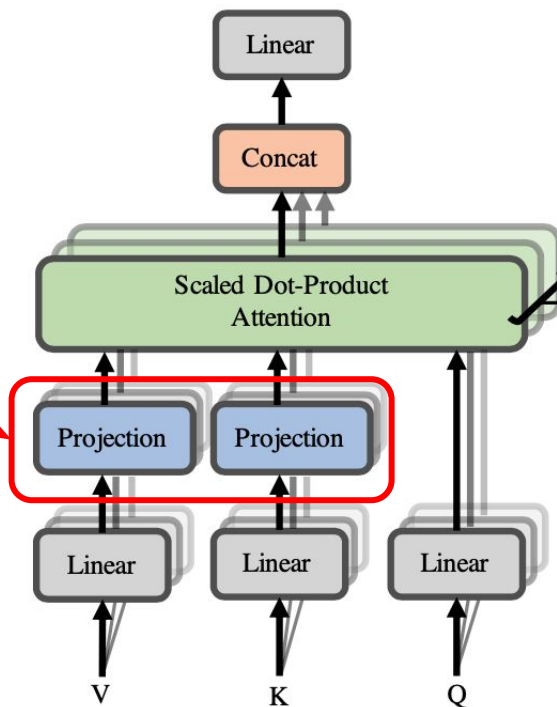 Linear
Concat
Scaled Dot-Product
Attention
Projection Projection
Linear Linear Linear
V K Q